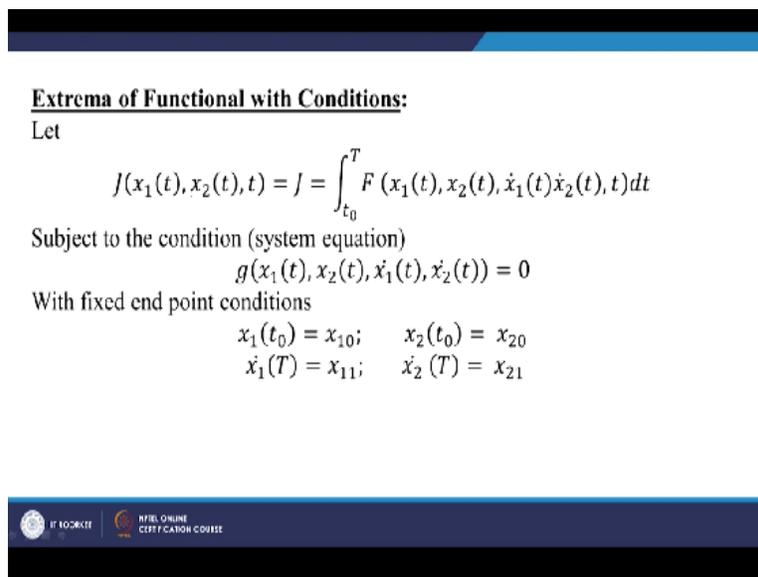 Extrema of Functional with Conditions:
Let
J(x₁(t), x₂(t), t) = J = ∫_{t₀}^{T} F (x₁(t), x₂(t), ẋ₁(t)ẋ₂(t), t)dt
Subject to the condition (system equation)
g(x₁(t), x₂(t), ẋ₁(t), ẋ₂(t)) = 0
With fixed end point conditions
x₁(t₀) = x₁₀; x₂(t₀) = x₂₀
ẋ₁(T) = x₁₁; ẋ₂ (T) = x₂₁
IIT ROORKEE
NPTEL ONLINE
CERTIFICATION COURSE